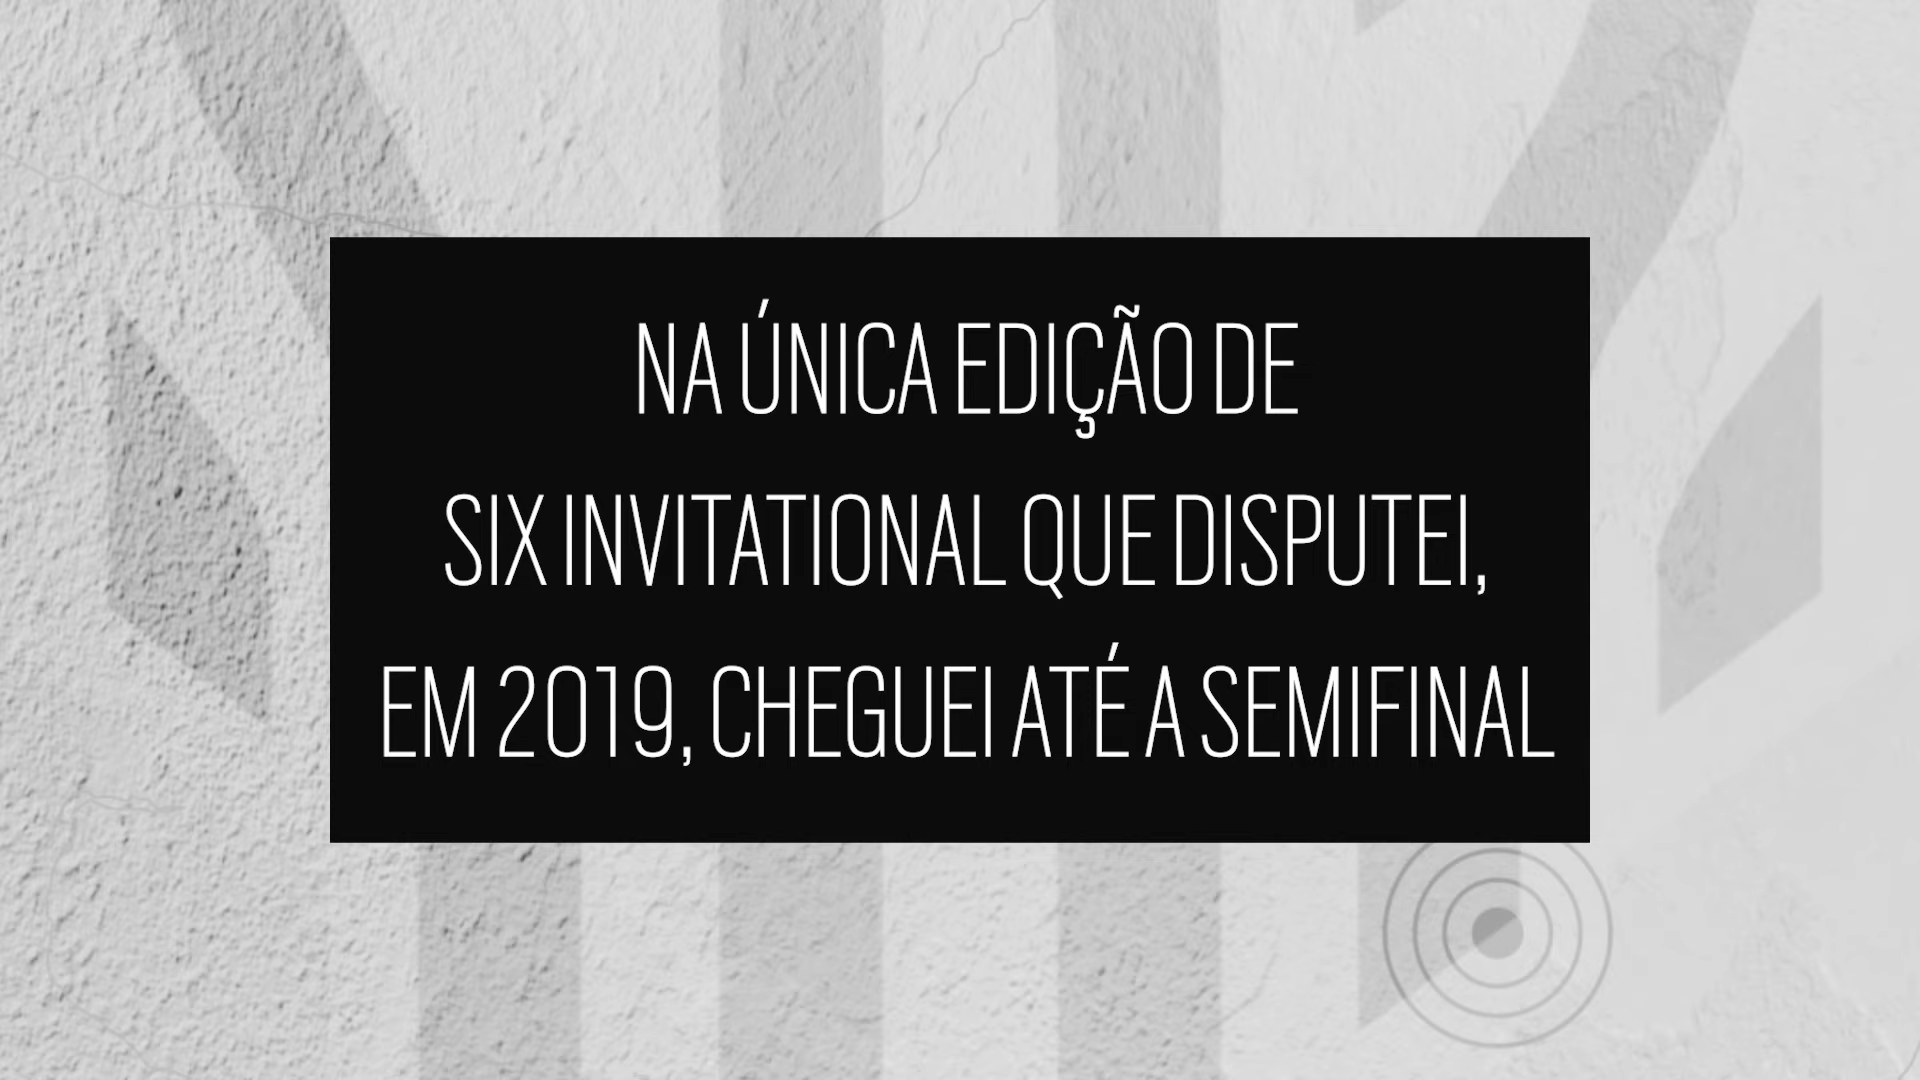 NA ÚNICA EDIÇÃO DE
SIX INVITATIONAL QUE DISPUTEI,
EM 2019, CHEGUEI ATÉ A SEMIFINAL